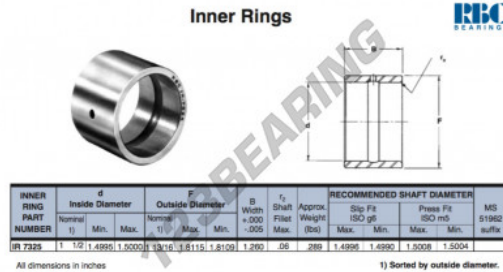 Inner Rings
RBC
BEARINGS
B
r
d
F
123BEARING
INNER RING PART NUMBER
d Inside Diameter
Nominal 1) Min. Max.
F Outside Diameter
Nominal 1) Max. Min.
B Width +.000 -.005
Shaft Fillet Max.
Approx. Weight (lbs)
RECOMMENDED SHAFT DIAMETER
Slip Fit ISO g6
Max. Min.
Press Fit ISO m5
Max. Min.
MS 51962 suffix
IR 7325 1 1/2 1.4995 1.5000 1 13/16 1.8115 1.8109 1.260 .06 .289 1.4996 1.4990 1.5008 1.5004
All dimensions in inches
1) Sorted by outside diameter.